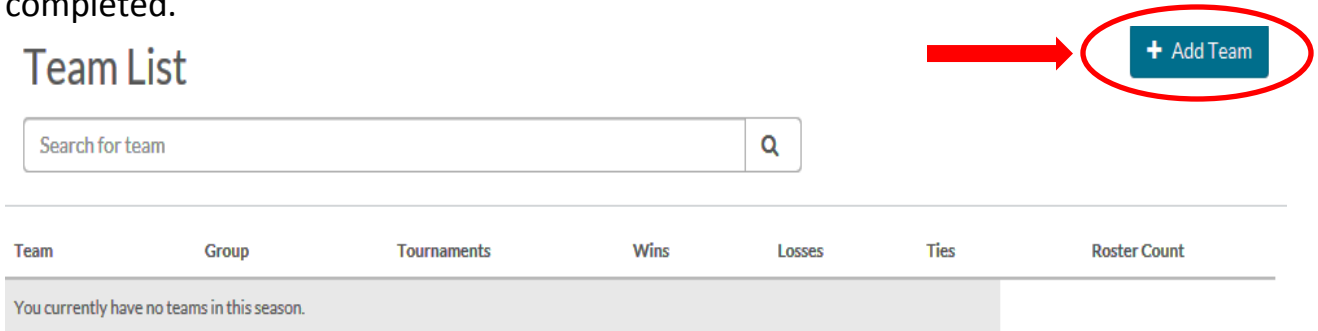 completed.
Team List
+ Add Team
Search for team
Team Group Tournaments Wins Losses Ties Roster Count
You currently have no teams in this season.